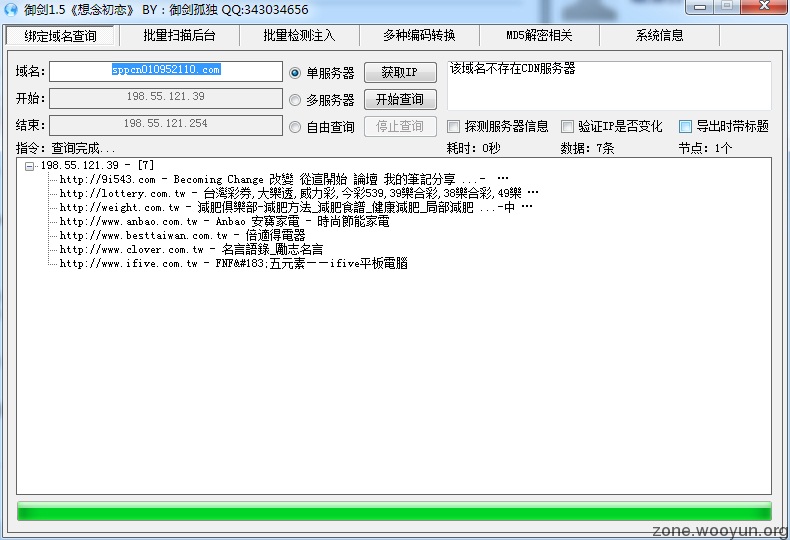 御剑1.5《想念初恋》 BY：御剑孤独 QQ:343034656
绑定域名查询 批量扫描后台 批量检测注入 多种编码转换 MD5解密相关 系统信息
域名： sppcn010952110.com 单服务器 获取IP 该域名不存在CDN服务器
开始： 198.55.121.39 多服务器 开始查询
结束： 198.55.121.254 自由查询 停止查询 探测服务器信息 验证IP是否变化 导出时带标题
指令：查询完成... 耗时：0秒 数据：7条 节点：1个
198.55.121.39 - [7]
http://9i543.com - Becoming Change 改變 從這開始 論壇 我的筆記分享 ...- …
http://lottery.com.tw - 台灣彩券,大樂透,威力彩,今彩539,39樂合彩,38樂合彩,49樂 …
http://weight.com.tw - 減肥俱樂部-減肥方法_減肥食譜_健康減肥_局部減肥 ...-中 …
http://www.anbao.com.tw - Anbao 安寶家電 - 時尚節能家電
http://www.besttaiwan.com.tw - 倍適得電器
http://www.clover.com.tw - 名言語錄_勵志名言
http://www.ifive.com.tw - FNF&#183;五元素——ifive平板電腦
zone.wooyun.org